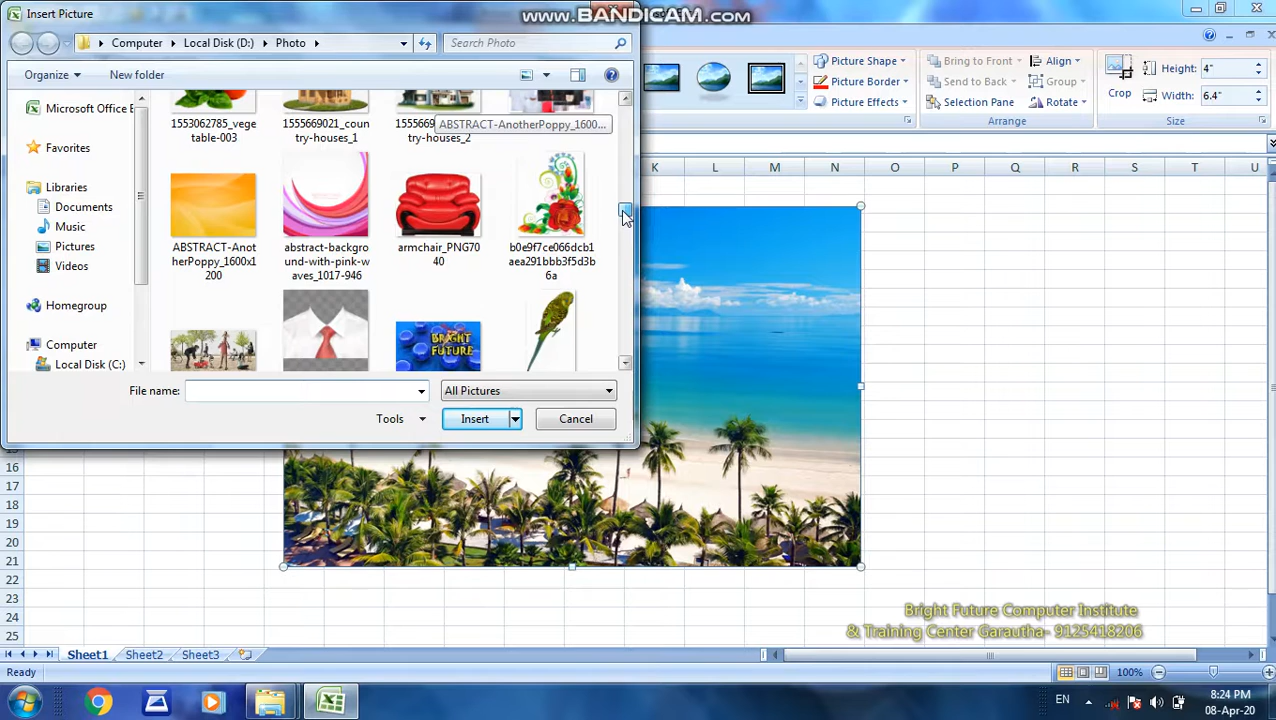 Insert Picture
www.BANDICAM.com
Computer
Local Disk (D:)
Photo
Search Photo
Organize
New folder
Microsoft Office E
Favorites
Libraries
Documents
Music
Pictures
Videos
Homegroup
Computer
Local Disk (C:)
1553062785_vege
table-003
1555669021_coun
try-houses_1
try-houses_2
ABSTRACT-AnotherPoppy_1600...
ABSTRACT-Anot
herPoppy_1600x1
200
abstract-backgro
und-with-pink-w
aves_1017-946
armchair_PNG70
40
b0e9f7ce066dcb1
aea291bbb3f5d3b
6a
BRIGHT
FUTURE
File name:
All Pictures
Tools
Insert
Cancel
Picture Shape
Picture Border
Picture Effects
Bring to Front
Send to Back
Selection Pane
Align
Group
Rotate
Arrange
Crop
Height: 4"
Width: 6.4"
Size
K L M N O P Q R S T U
16
17
18
19
20
21
22
23
24
25
Bright Future Computer Institute
& Training Center Garautha- 9125418206
Sheet1
Sheet2
Sheet3
Ready
100%
EN
8:24 PM
08-Apr-20